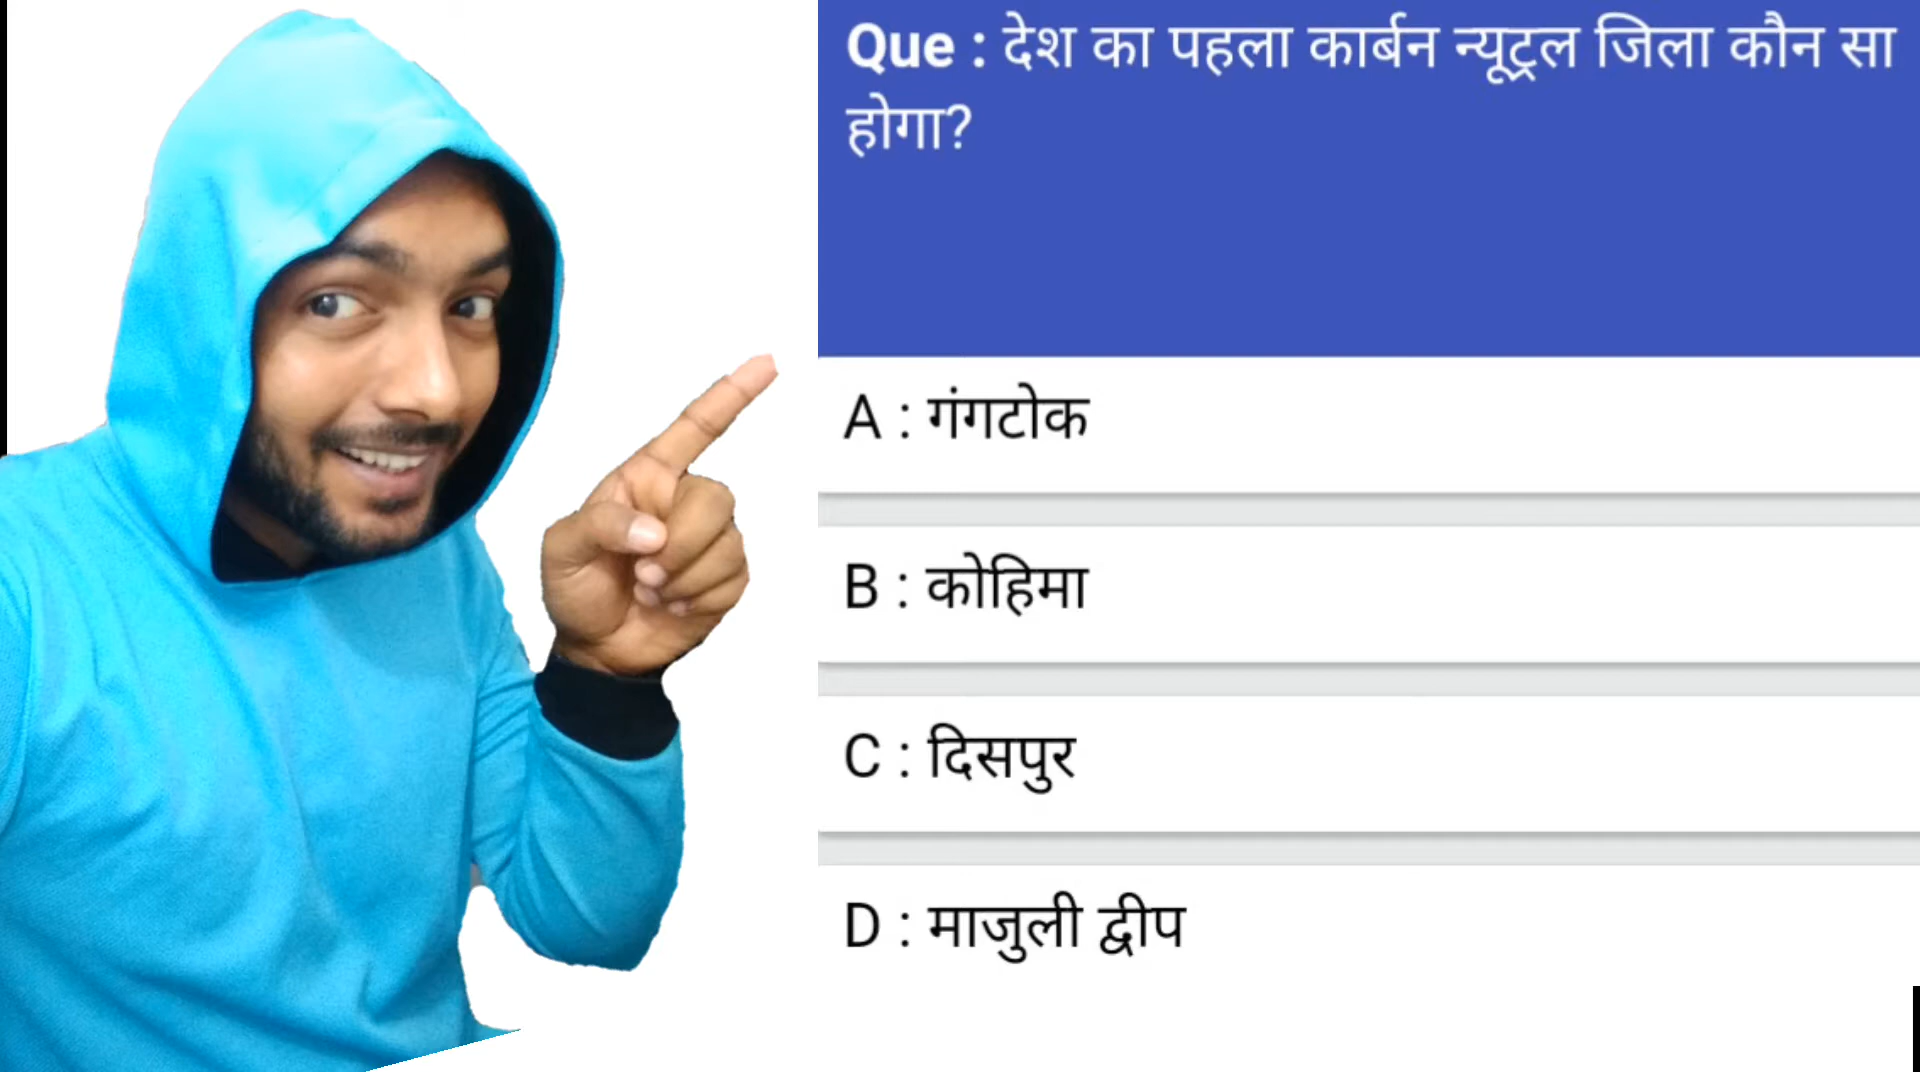 Que : देश का पहला कार्बन न्यूट्रल जिला कौन सा
होगा?
A : गंगटोक
B : कोहिमा
C : दिसपुर
D : माजुली द्वीप